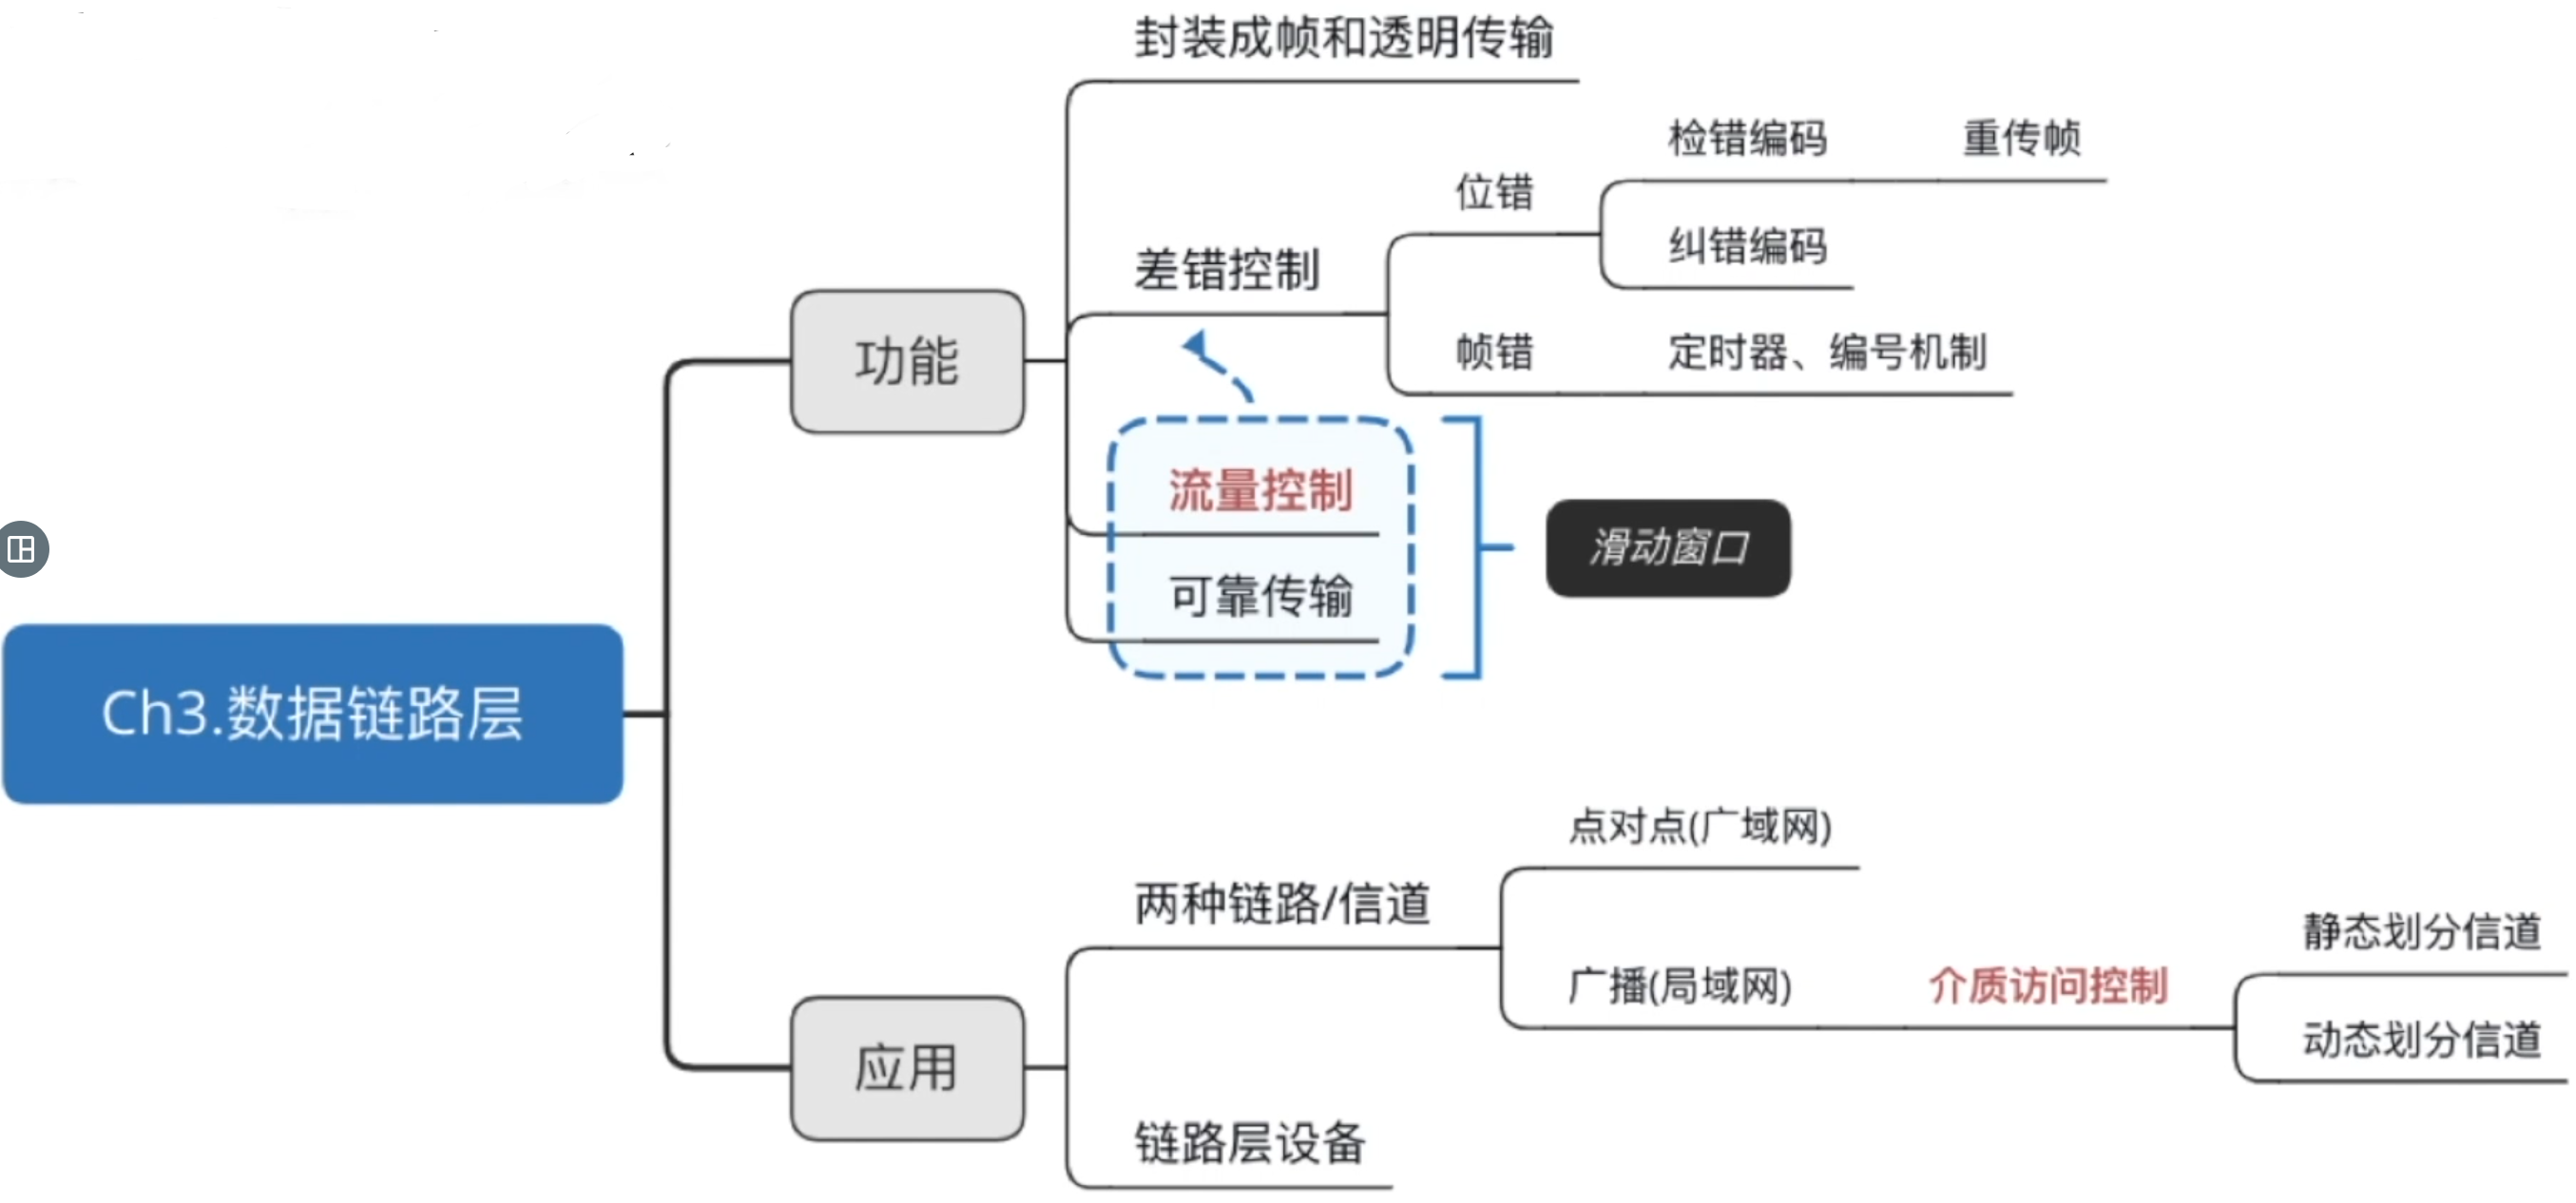 封装成帧和透明传输
检错编码
重传帧
位错
纠错编码
差错控制
帧错
定时器、编号机制
功能
流量控制
滑动窗口
可靠传输
Ch3.数据链路层
点对点(广域网)
两种链路/信道
静态划分信道
广播(局域网)
介质访问控制
动态划分信道
应用
链路层设备